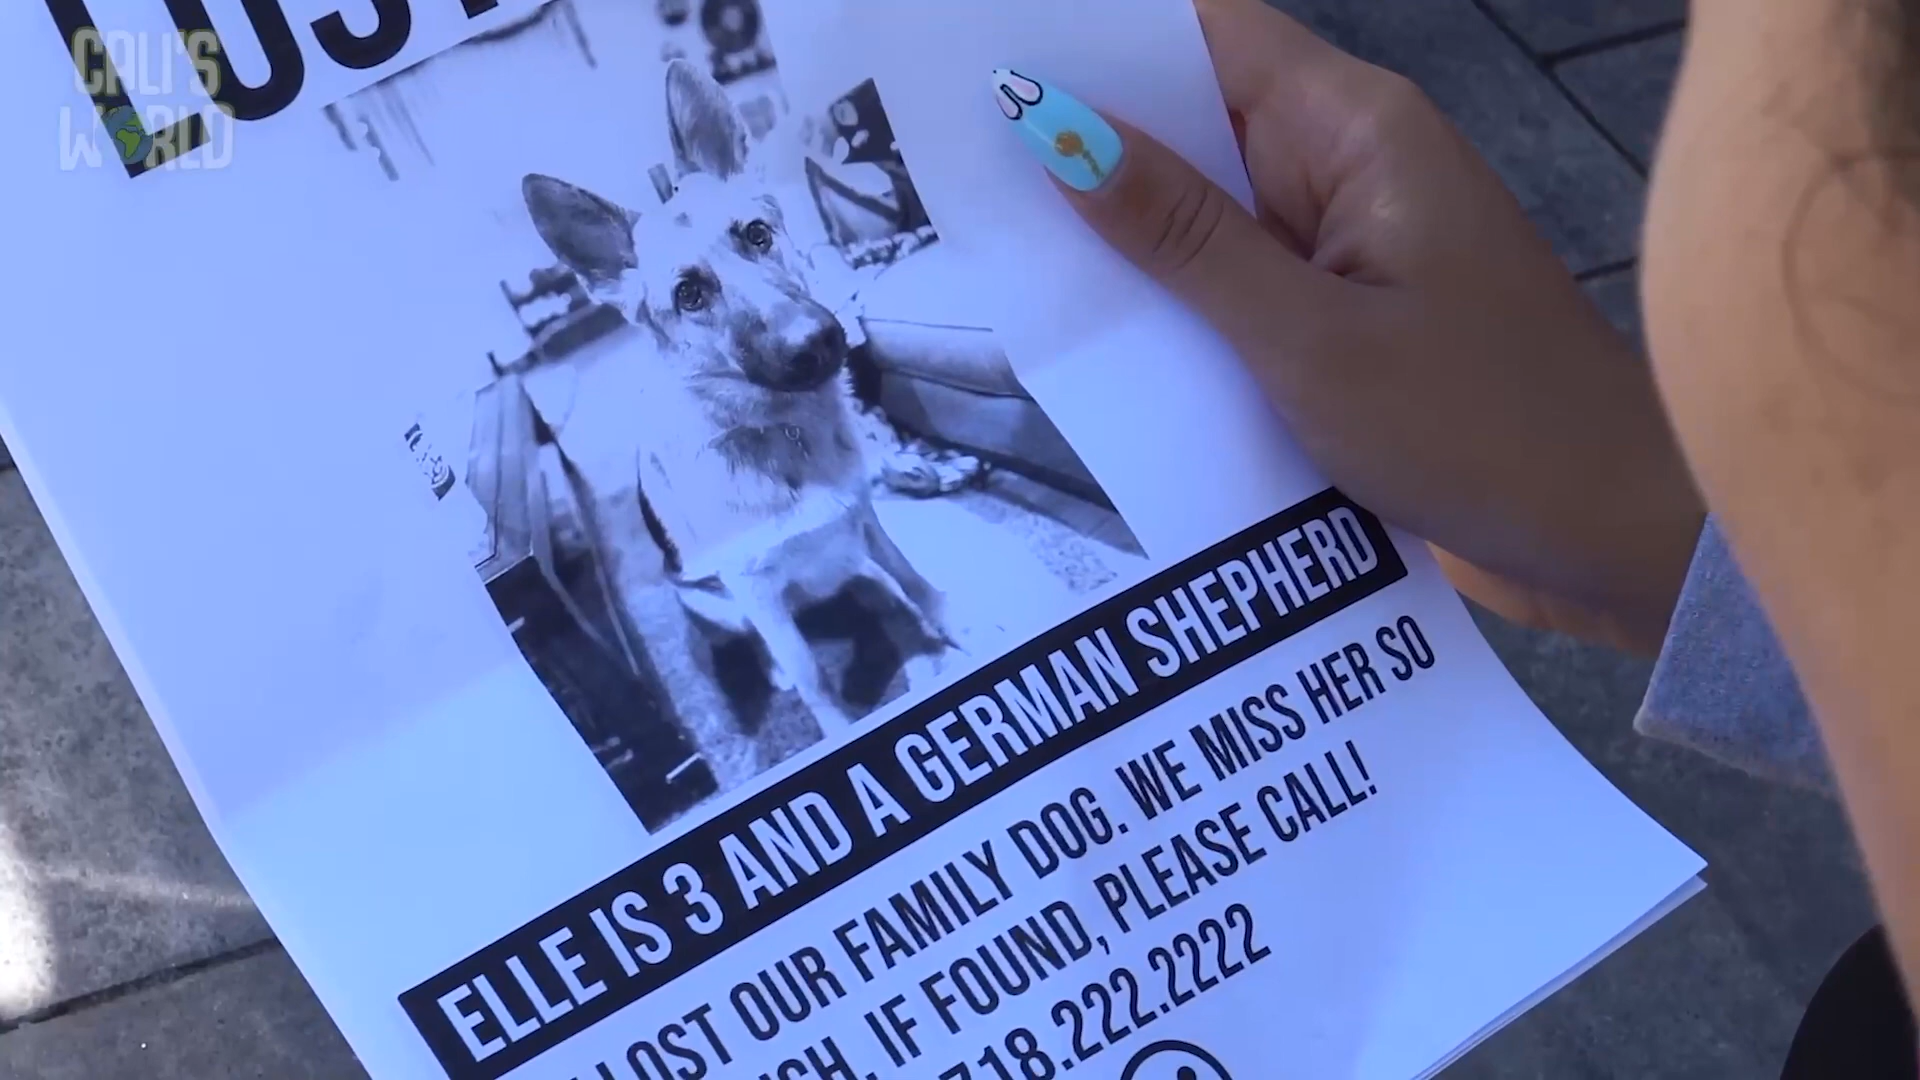 CALI'S
WORLD
LOST
ELLE IS 3 AND A GERMAN SHEPHERD
LOST OUR FAMILY DOG. WE MISS HER SO
IF FOUND, PLEASE CALL!
718.222.2222